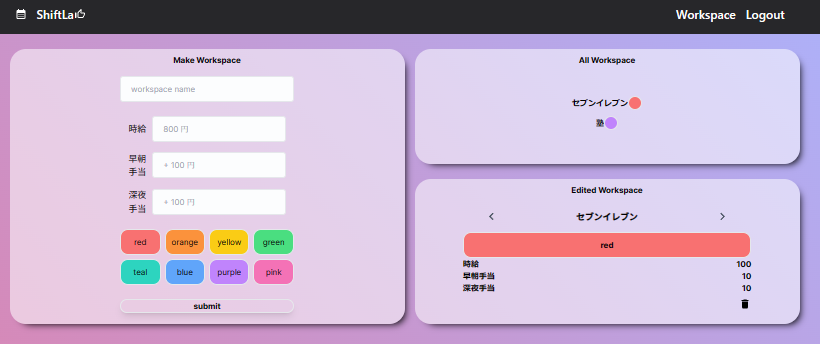 ShiftLa
Workspace Logout
Make Workspace
workspace name
時給 800 円
早朝
手当
+ 100 円
深夜
手当
+ 100 円
red orange yellow green
teal blue purple pink
submit
All Workspace
セブンイレブン
塾
Edited Workspace
セブンイレブン
red
時給 100
早朝手当 10
深夜手当 10